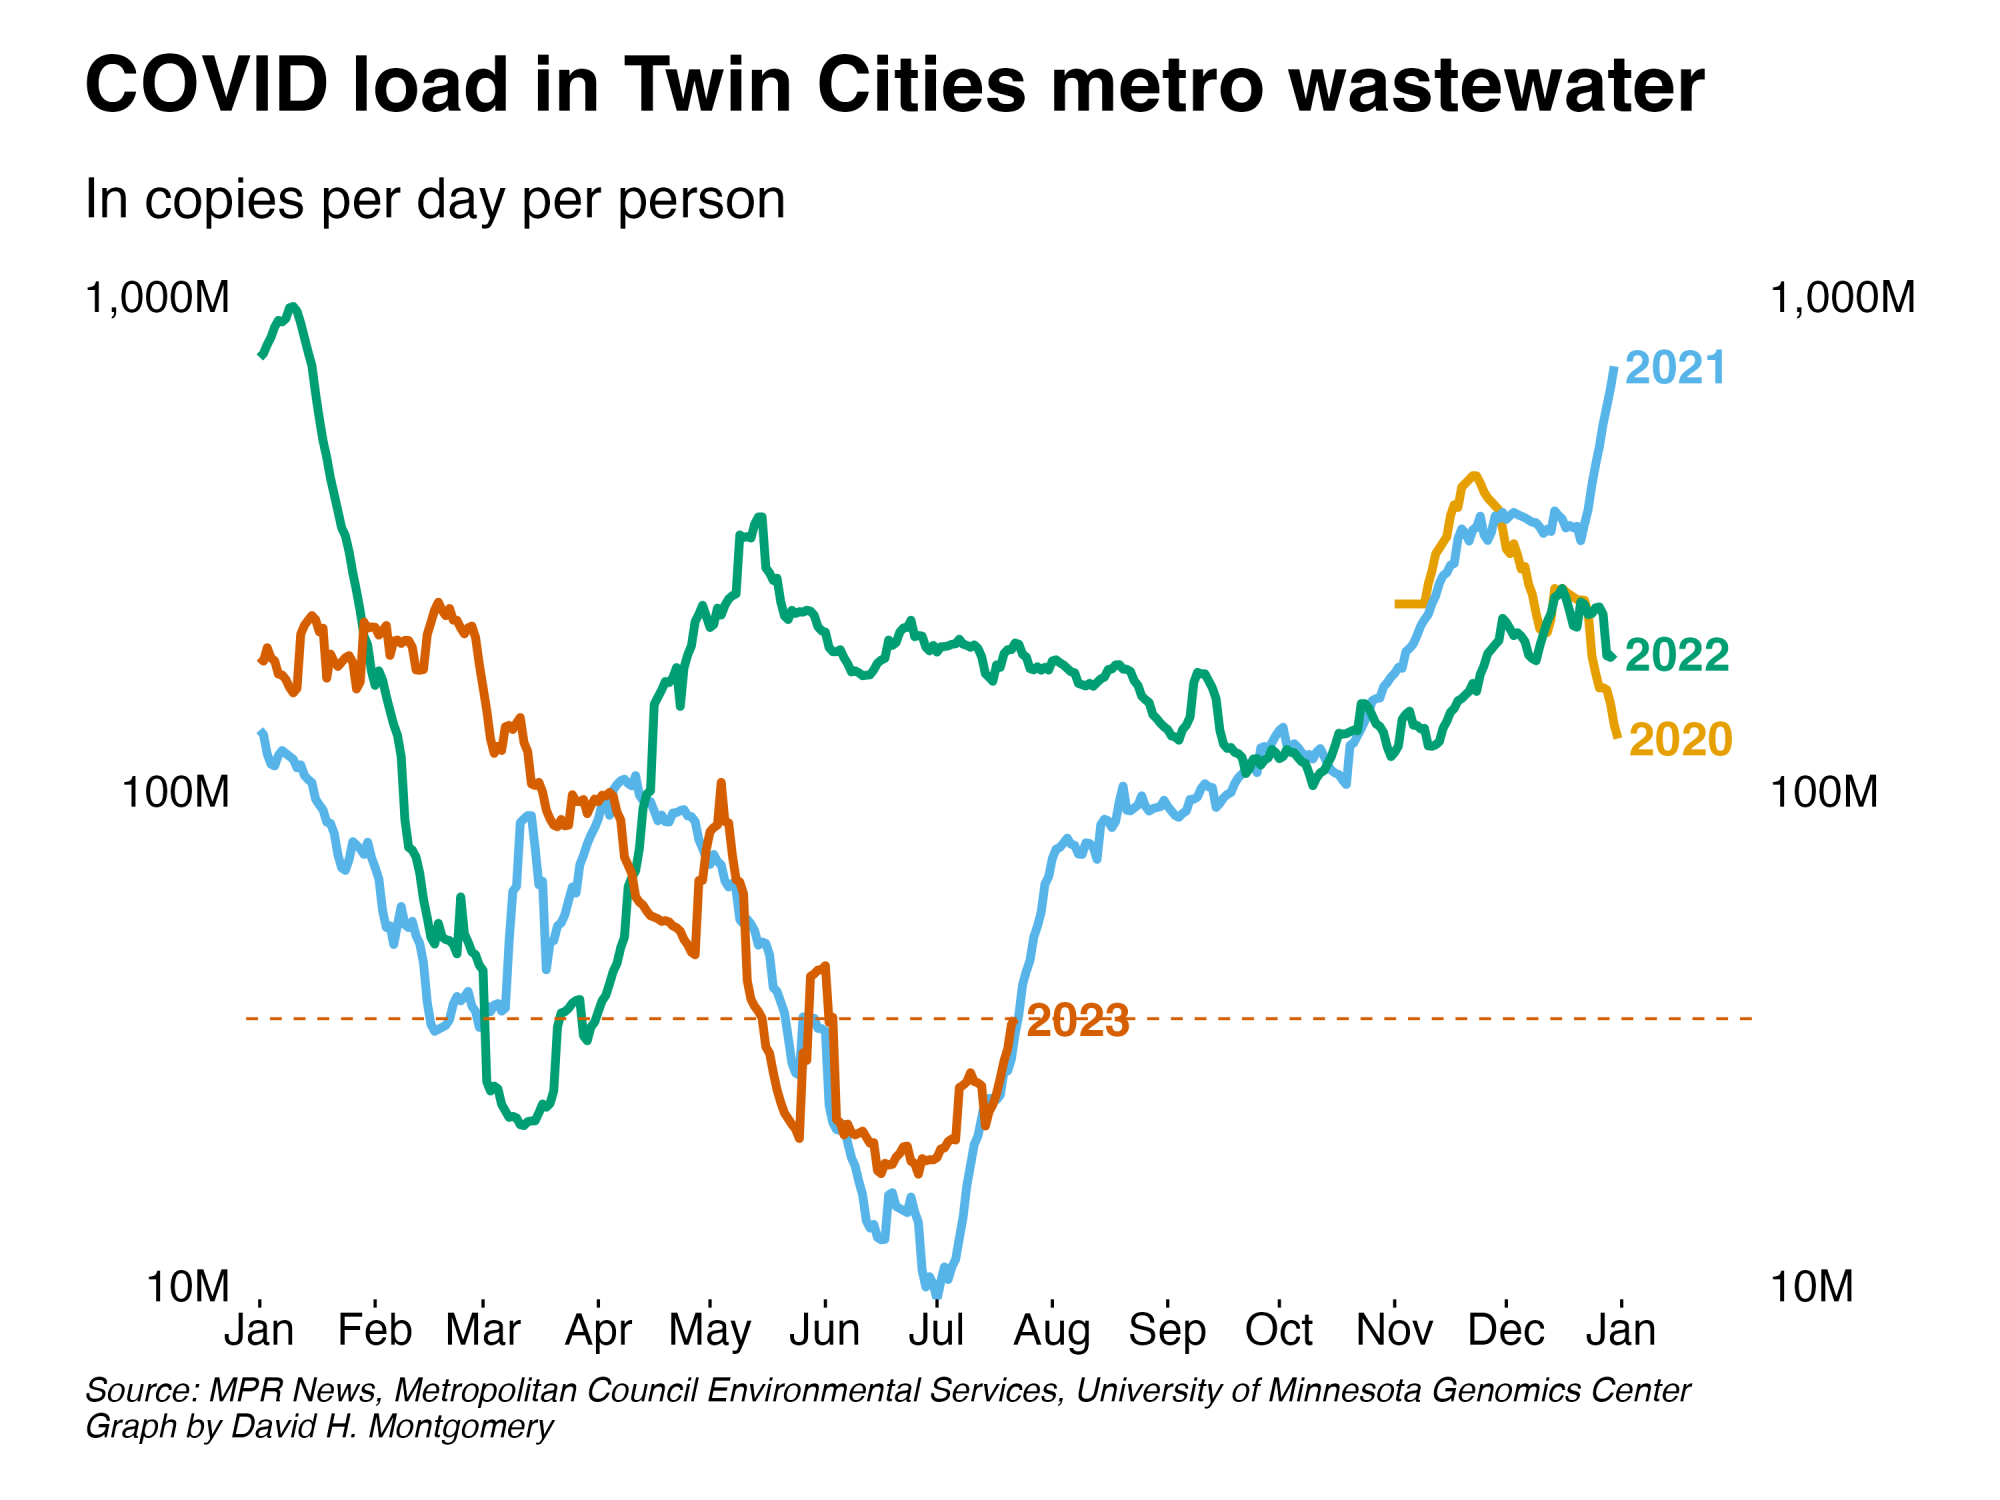 COVID load in Twin Cities metro wastewater
In copies per day per person
1,000M 1,000M
2021
2022
2020
100M 100M
2023
10M 10M
Jan Feb Mar Apr May Jun Jul Aug Sep Oct Nov Dec Jan
Source: MPR News, Metropolitan Council Environmental Services, University of Minnesota Genomics Center
Graph by David H. Montgomery